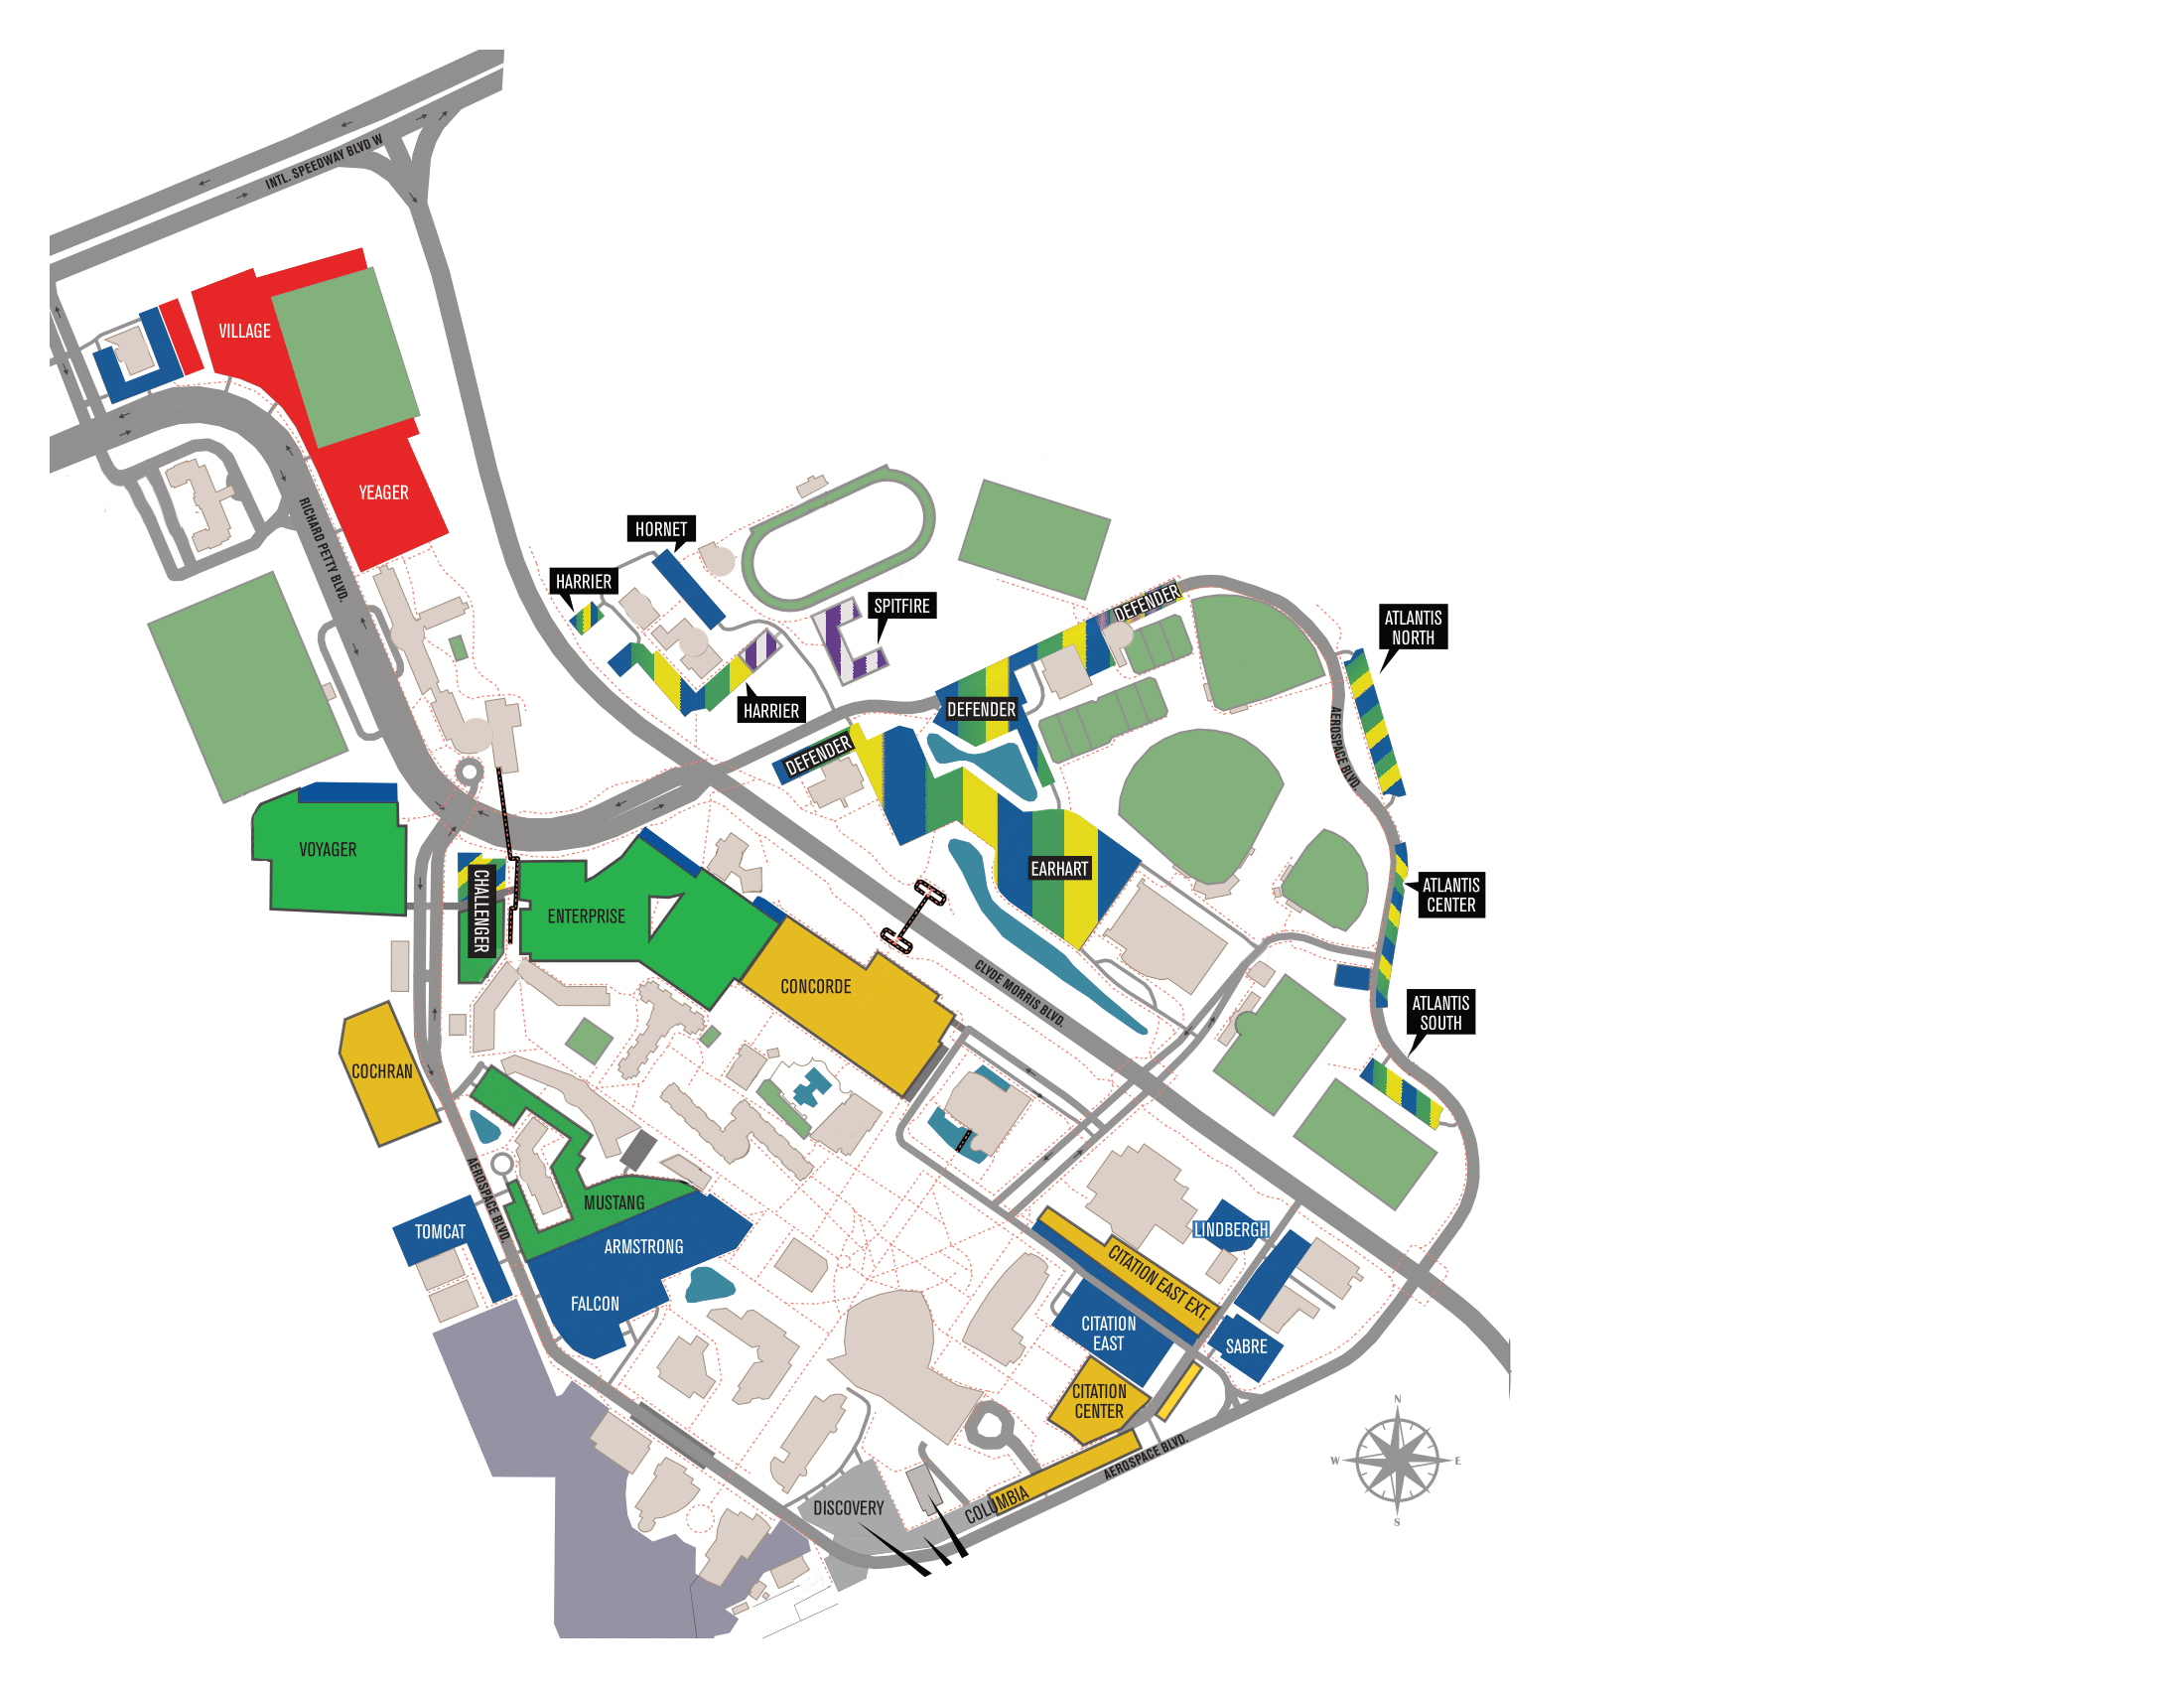 INTL. SPEEDWAY BLVD W
VILLAGE
YEAGER
RICHARD PETTY BLVD.
HORNET
HARRIER
SPITFIRE
HARRIER
DEFENDER
DEFENDER
DEFENDER
ATLANTIS
NORTH
AEROSPACE BLVD.
VOYAGER
CHALLENGER
ENTERPRISE
EARHART
ATLANTIS
CENTER
CONCORDE
CLYDE MORRIS BLVD.
ATLANTIS
SOUTH
COCHRAN
AEROSPACE BLVD.
MUSTANG
TOMCAT
ARMSTRONG
FALCON
LINDBERGH
CITATION EAST EXT.
CITATION
EAST
SABRE
CITATION
CENTER
AEROSPACE BLVD.
COLUMBIA
DISCOVERY
N
W
E
S